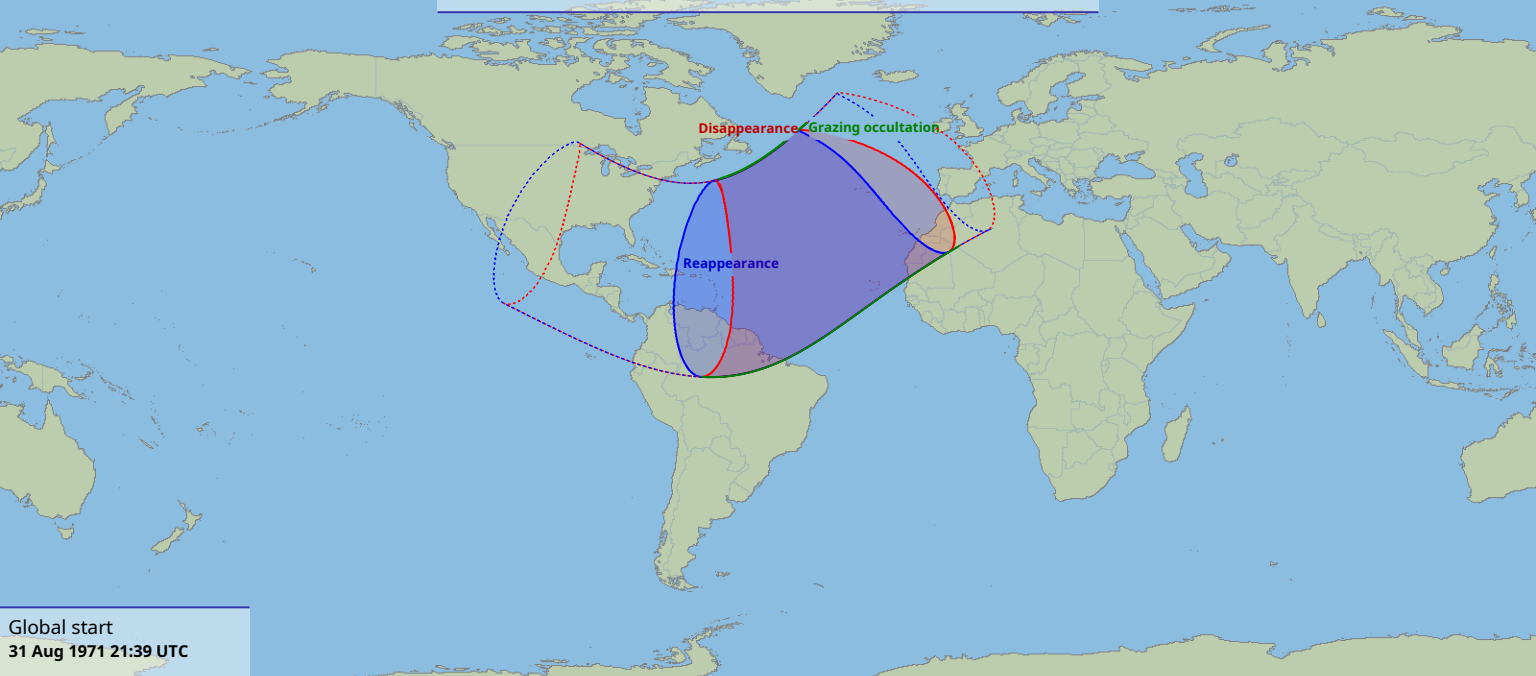 Disappearance
Grazing occultation
Reappearance
Global start
31 Aug 1971 21:39 UTC